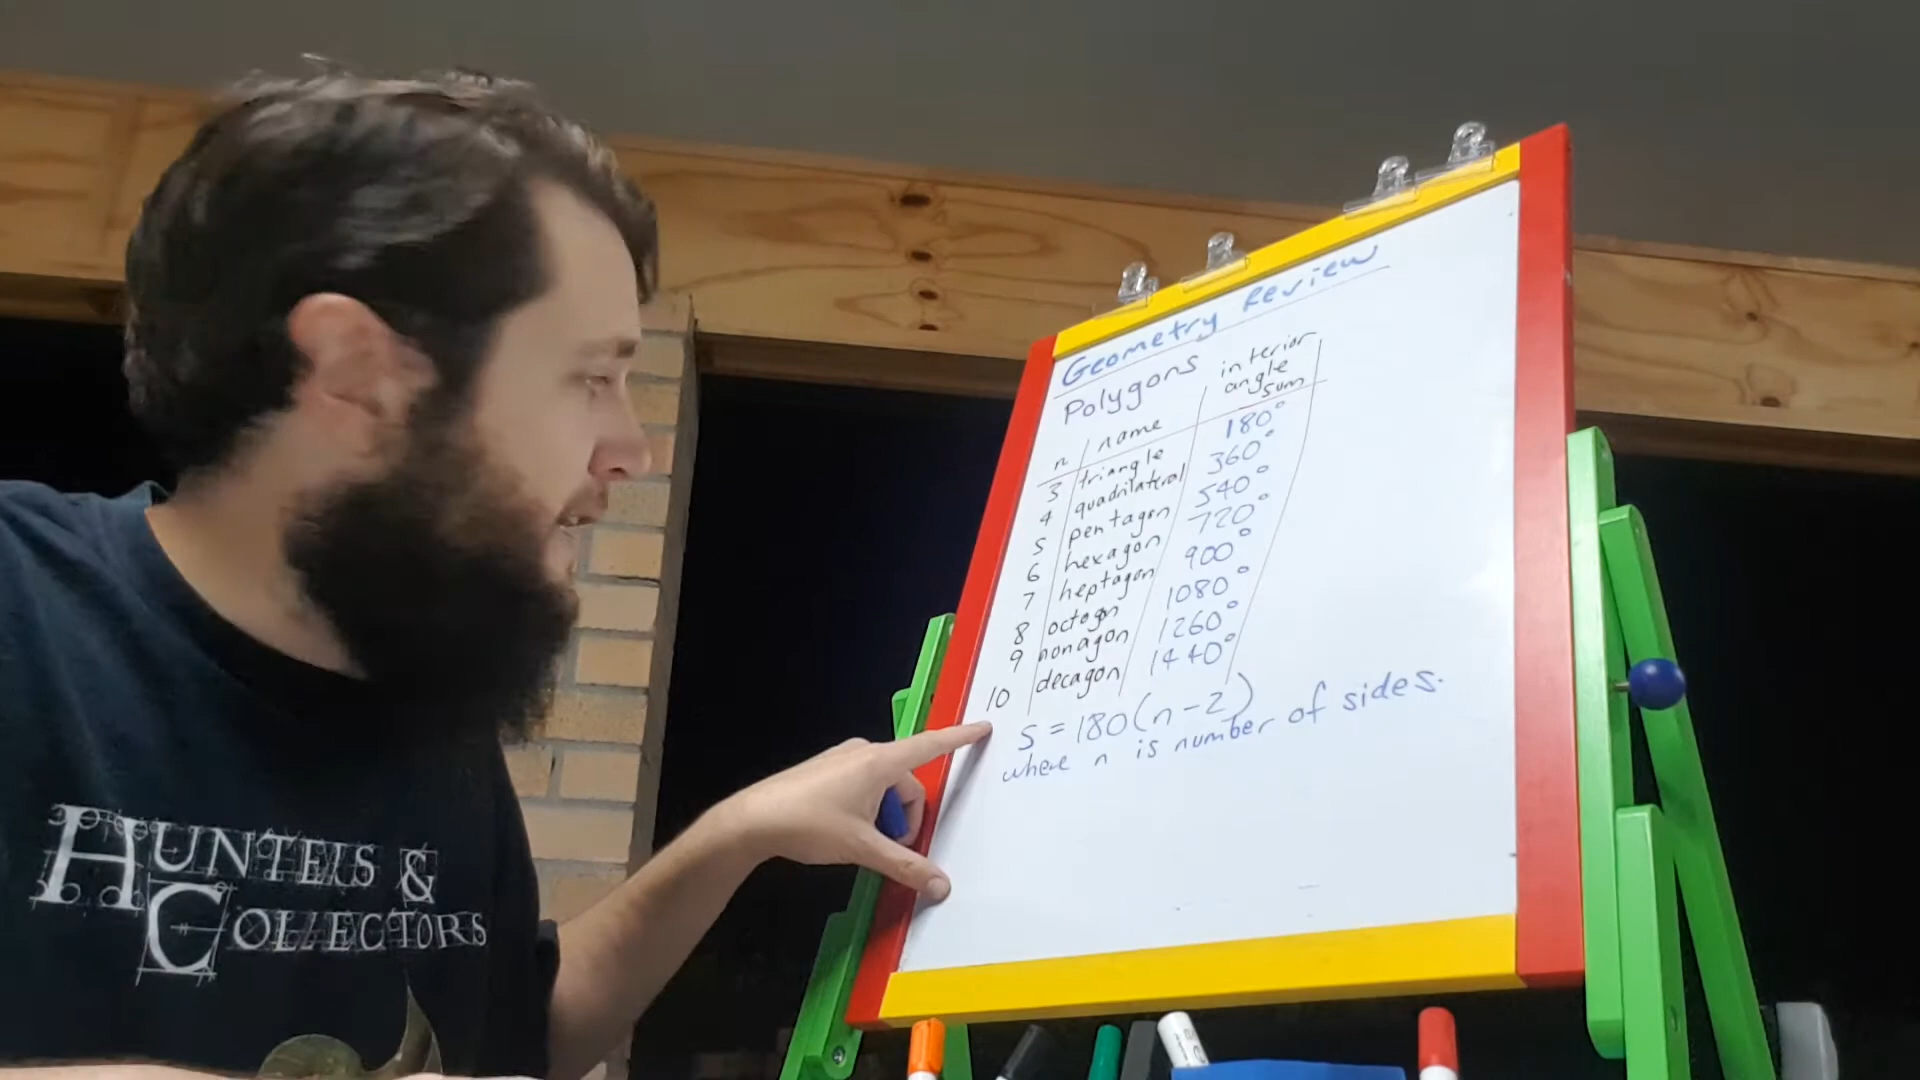 Geometry Review
Polygons
n name interior angle sum
3 triangle 180°
4 quadrilateral 360°
5 pentagon 540°
6 hexagon 720°
7 heptagon 900°
8 octogon 1080°
9 nonagon 1260°
10 decagon 1440°
S = 180(n-2)
where n is number of sides.
HUNTERS &
COLLECTORS